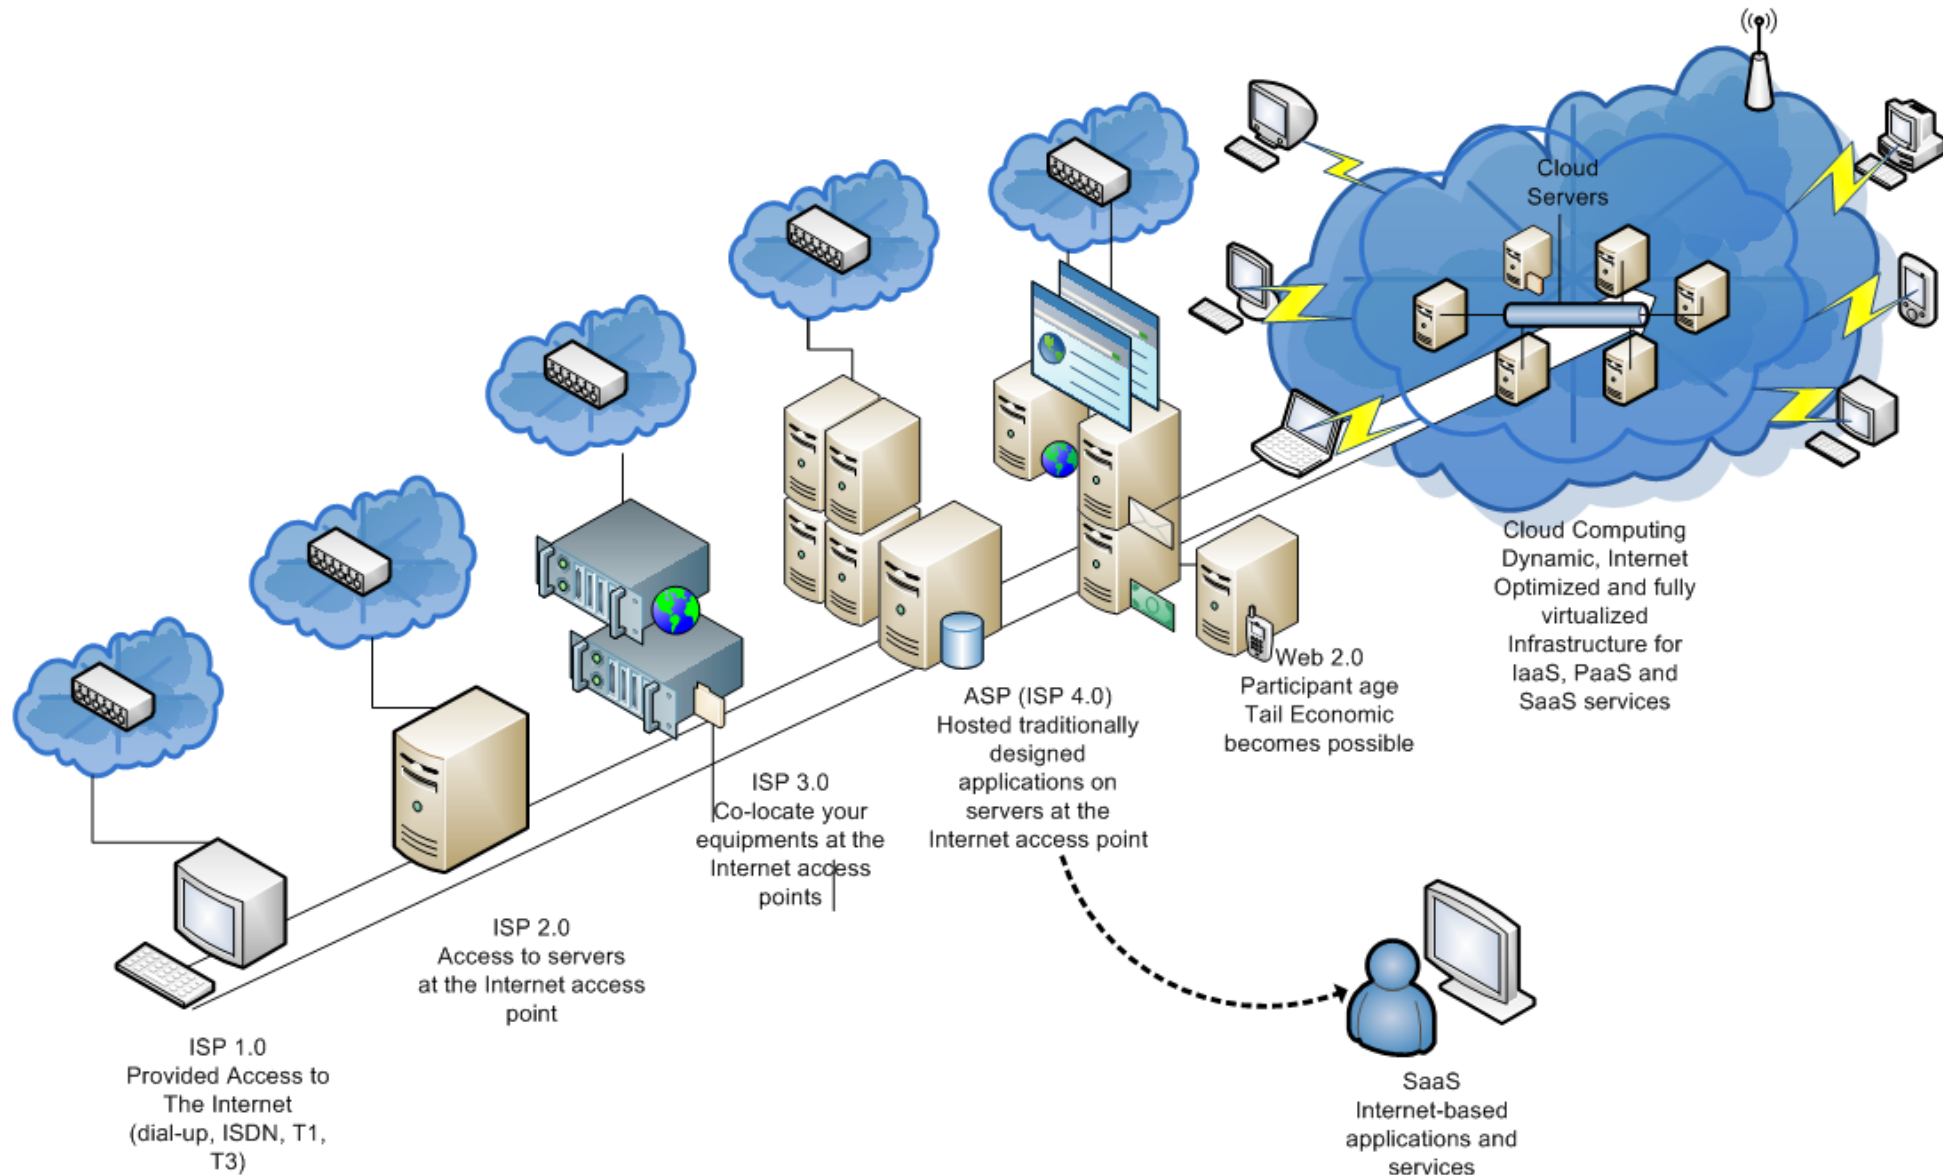 Cloud
Servers
Cloud Computing
Dynamic, Internet
Optimized and fully
virtualized
Infrastructure for
IaaS, PaaS and
SaaS services
Web 2.0
Participant age
Tail Economic
becomes possible
ASP (ISP 4.0)
Hosted traditionally
designed
applications on
servers at the
Internet access point
ISP 3.0
Co-locate your
equipments at the
Internet access
points
ISP 2.0
Access to servers
at the Internet access
point
ISP 1.0
Provided Access to
The Internet
(dial-up, ISDN, T1,
T3)
SaaS
Internet-based
applications and
services